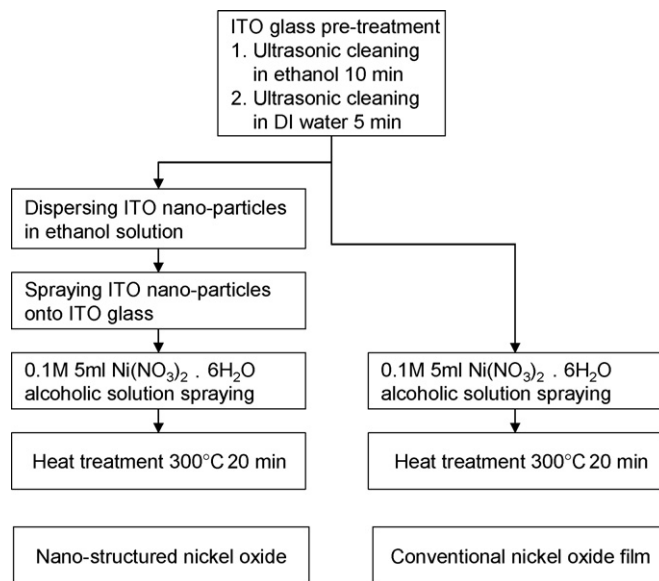 ITO glass pre-treatment
1. Ultrasonic cleaning
in ethanol 10 min
2. Ultrasonic cleaning
in DI water 5 min
Dispersing ITO nano-particles
in ethanol solution
Spraying ITO nano-particles
onto ITO glass
0.1M 5ml Ni(NO₃)₂ . 6H₂O
alcoholic solution spraying
Heat treatment 300°C 20 min
Nano-structured nickel oxide
0.1M 5ml Ni(NO₃)₂ . 6H₂O
alcoholic solution spraying
Heat treatment 300°C 20 min
Conventional nickel oxide film